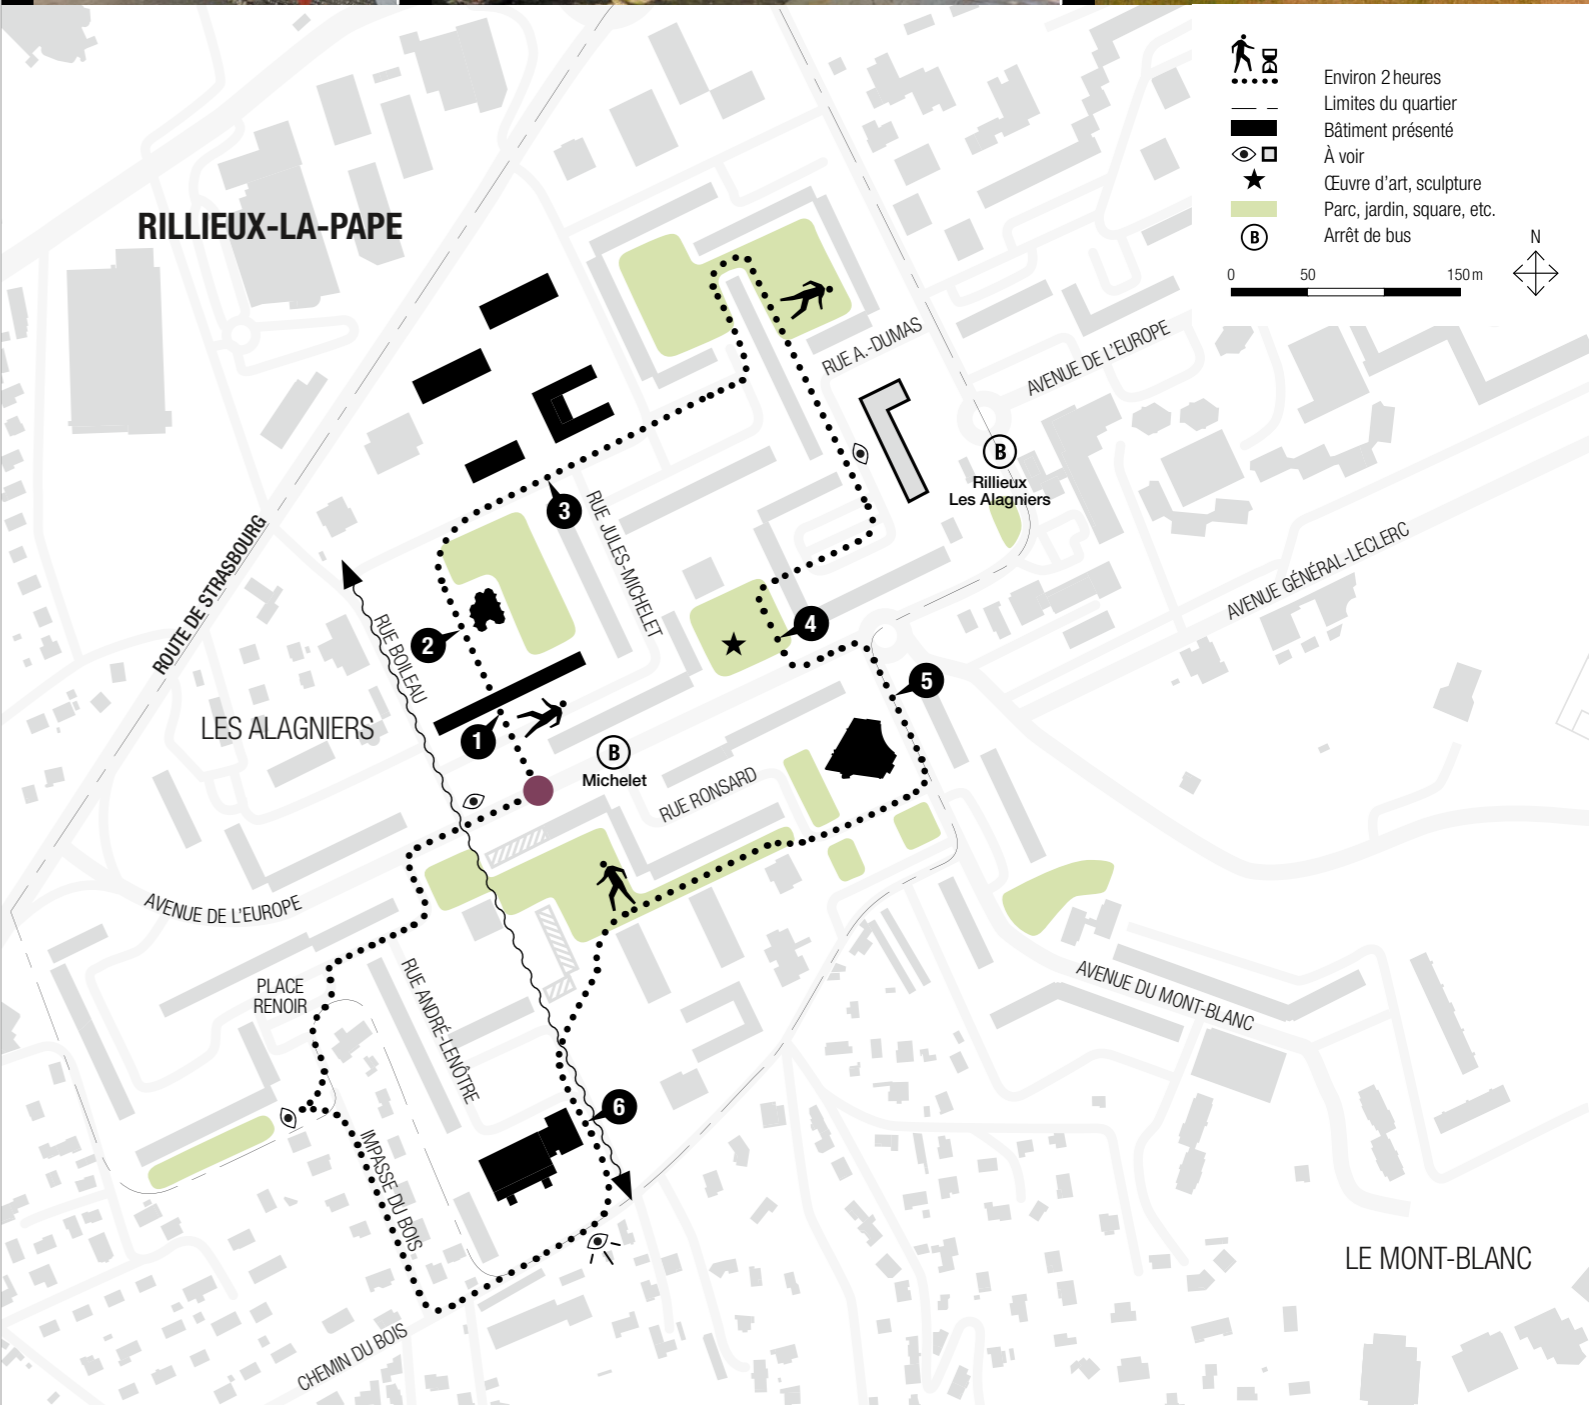 Environ 2 heures
Limites du quartier
Bâtiment présenté
À voir
Œuvre d'art, sculpture
Parc, jardin, square, etc.
B
Arrêt de bus
N
0
50
150 m
RILLIEUX-LA-PAPE
RUE A.-DUMAS
AVENUE DE L'EUROPE
B
Rillieux
Les Alagniers
3
RUE JULES-MICHELET
ROUTE DE STRASBOURG
AVENUE GÉNÉRAL-LECLERC
2
RUE BOILEAU
4
5
LES ALAGNIERS
1
B
Michelet
RUE RONSARD
AVENUE DE L'EUROPE
PLACE
RENOIR
RUE ANDRÉ-LENÔTRE
AVENUE DU MONT-BLANC
6
IMPASSE DU BOIS
LE MONT-BLANC
CHEMIN DU BOIS